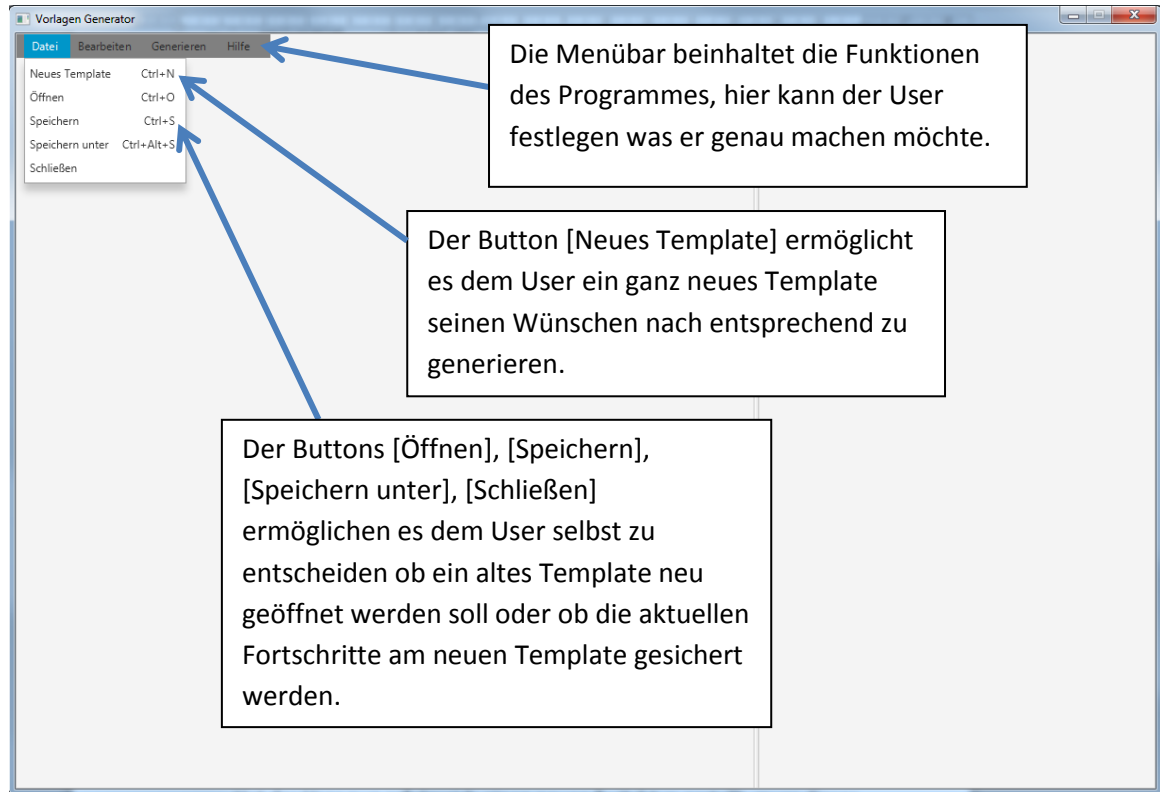 Vorlagen Generator
Datei Bearbeiten Generieren Hilfe
Neues Template Ctrl+N
Öffnen Ctrl+O
Speichern Ctrl+S
Speichern unter Ctrl+Alt+S
Schließen
Die Menübar beinhaltet die Funktionen
des Programmes, hier kann der User
festlegen was er genau machen möchte.
Der Button [Neues Template] ermöglicht
es dem User ein ganz neues Template
seinen Wünschen nach entsprechend zu
generieren.
Der Buttons [Öffnen], [Speichern],
[Speichern unter], [Schließen]
ermöglichen es dem User selbst zu
entscheiden ob ein altes Template neu
geöffnet werden soll oder ob die aktuellen
Fortschritte am neuen Template gesichert
werden.